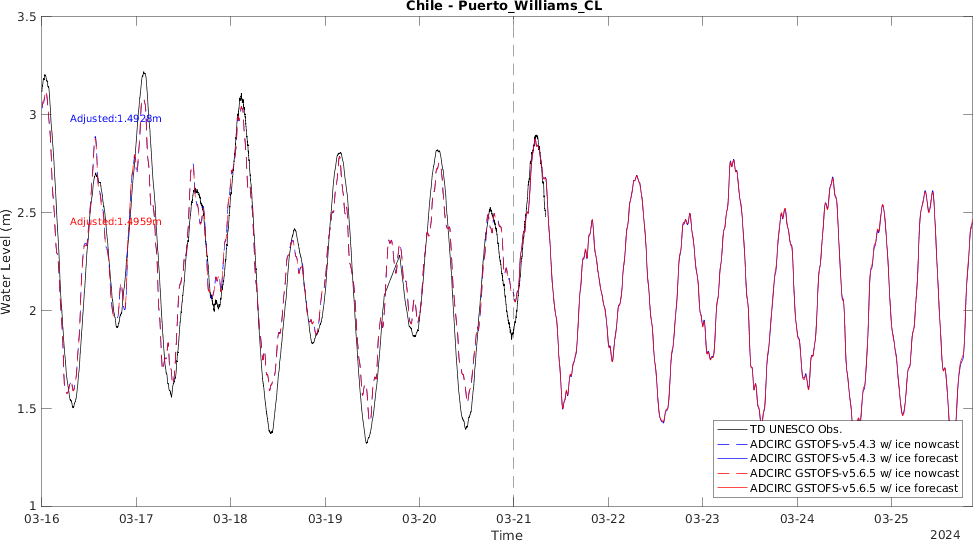 Chile - Puerto_Williams_CL
3.5
3
2.5
2
1.5
1
Water Level (m)
Adjusted:1.4928m
Adjusted:1.4959m
TD UNESCO Obs.
ADCIRC GSTOFS-v5.4.3 w/ ice nowcast
ADCIRC GSTOFS-v5.4.3 w/ ice forecast
ADCIRC GSTOFS-v5.6.5 w/ ice nowcast
ADCIRC GSTOFS-v5.6.5 w/ ice forecast
03-16 03-17 03-18 03-19 03-20 03-21 03-22 03-23 03-24 03-25
Time
2024